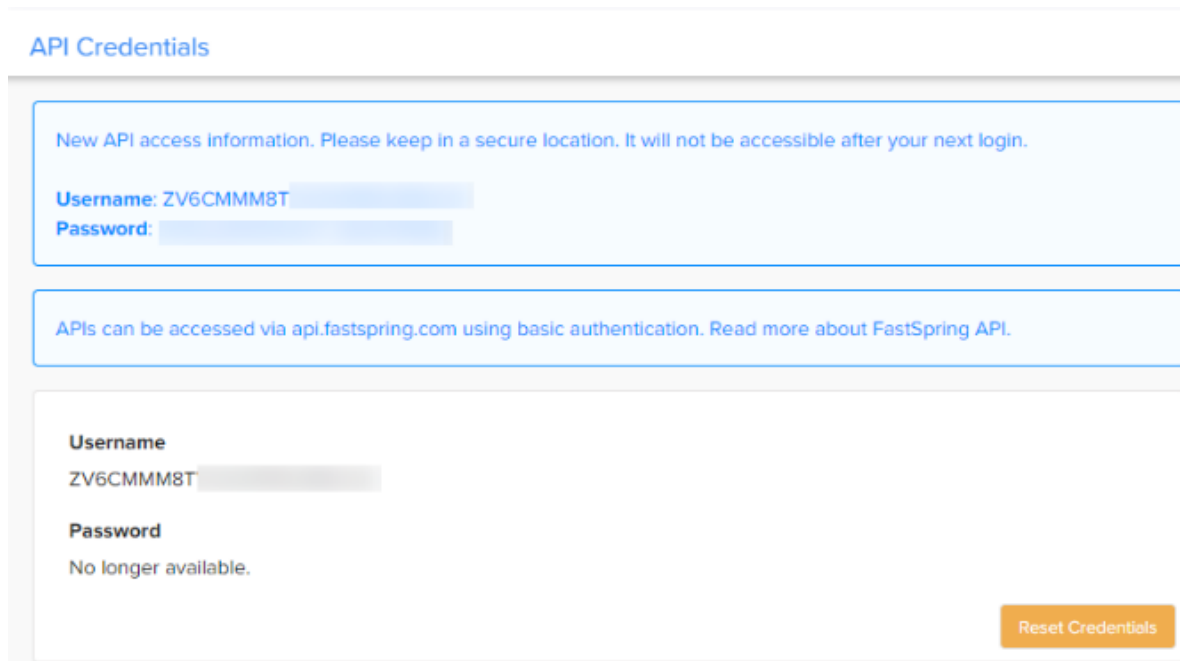 API Credentials
New API access information. Please keep in a secure location. It will not be accessible after your next login.
Username: ZV6CMMM8T
Password:
APIs can be accessed via api.fastspring.com using basic authentication. Read more about FastSpring API.
Username
ZV6CMMM8T
Password
No longer available.
Reset Credentials